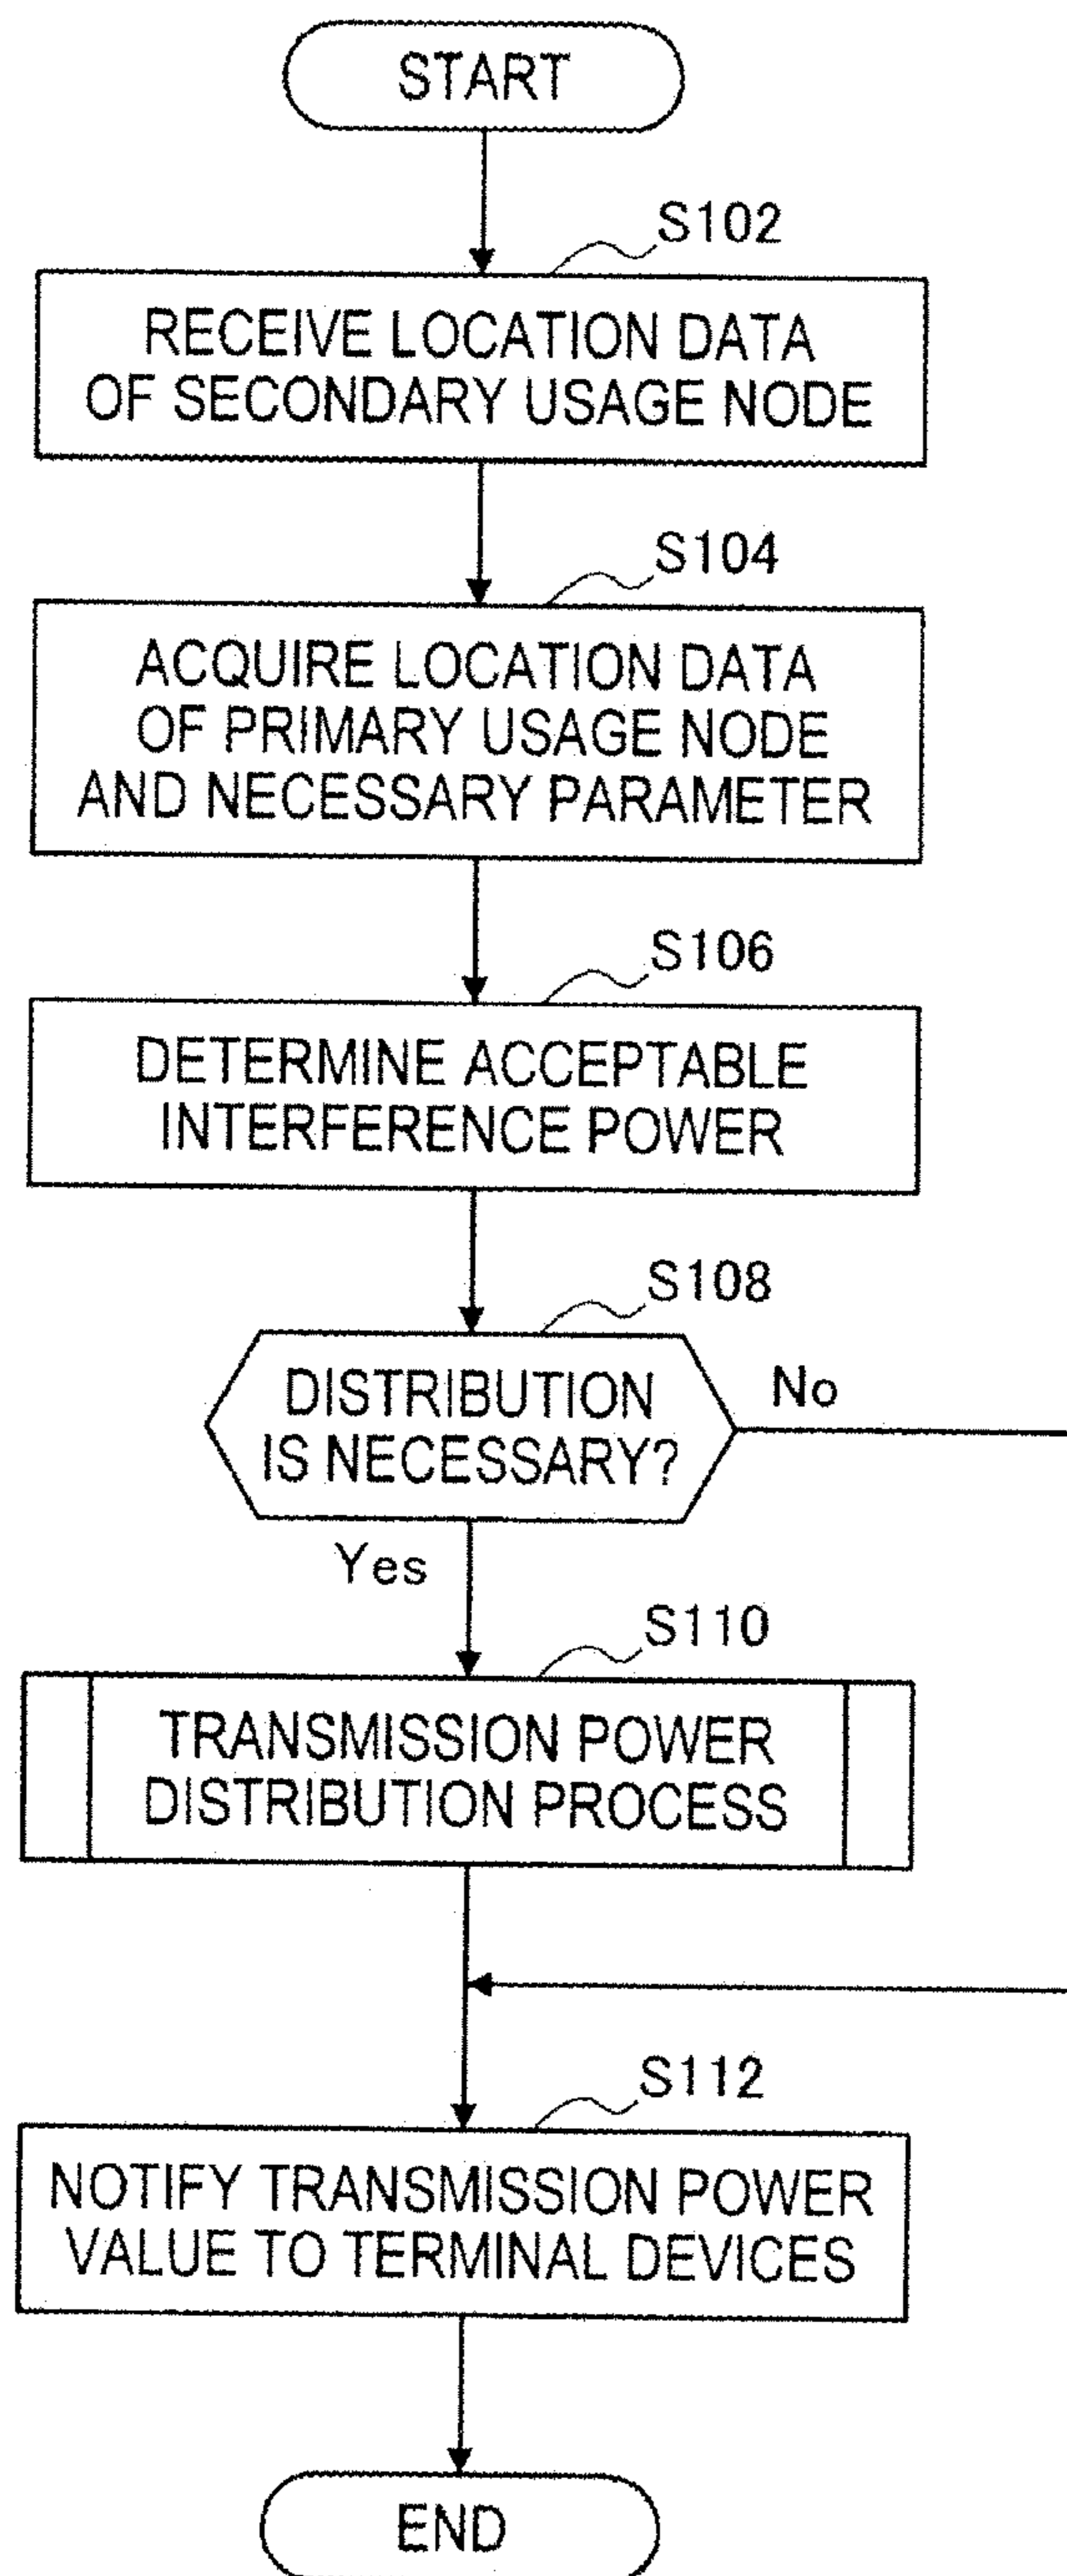 START
S102
RECEIVE LOCATION DATA
OF SECONDARY USAGE NODE
S104
ACQUIRE LOCATION DATA
OF PRIMARY USAGE NODE
AND NECESSARY PARAMETER
S106
DETERMINE ACCEPTABLE
INTERFERENCE POWER
S108
DISTRIBUTION
IS NECESSARY?
No
Yes
S110
TRANSMISSION POWER
DISTRIBUTION PROCESS
S112
NOTIFY TRANSMISSION POWER
VALUE TO TERMINAL DEVICES
END